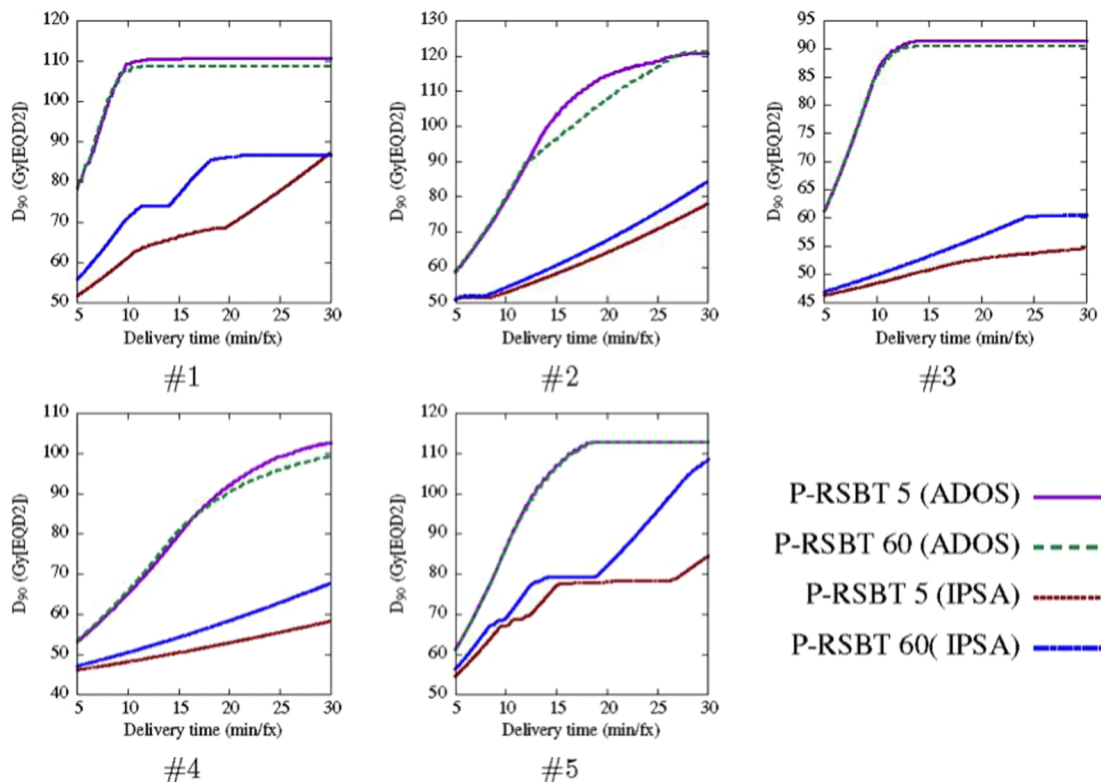 120
110
100
90
80
70
60
50
D90 (Gy[EQD2])
5 10 15 20 25 30
Delivery time (min/fx)
#1
130
120
110
100
90
80
70
60
50
D90 (Gy[EQD2])
5 10 15 20 25 30
Delivery time (min/fx)
#2
95
90
85
80
75
70
65
60
55
50
45
D90 (Gy[EQD2])
5 10 15 20 25 30
Delivery time (min/fx)
#3
110
100
90
80
70
60
50
40
D90 (Gy[EQD2])
5 10 15 20 25 30
Delivery time (min/fx)
#4
120
110
100
90
80
70
60
50
D90 (Gy[EQD2])
5 10 15 20 25 30
Delivery time (min/fx)
#5
P-RSBT 5 (ADOS)
P-RSBT 60 (ADOS)
P-RSBT 5 (IPSA)
P-RSBT 60( IPSA)